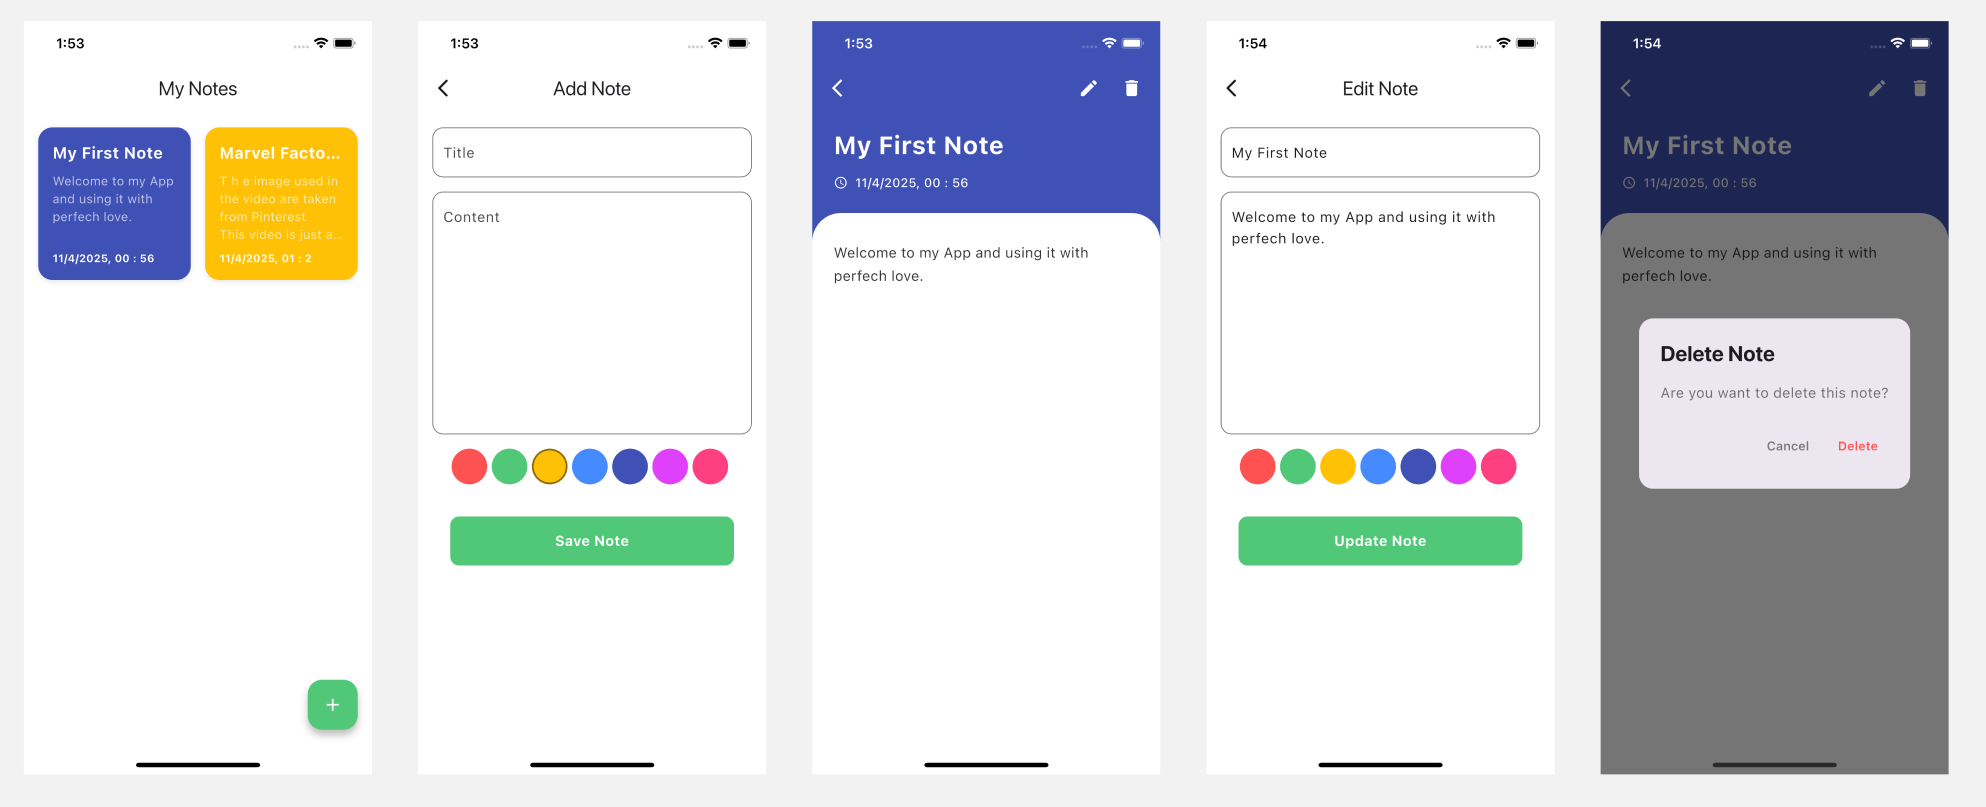 1:53
My Notes
My First Note
Welcome to my App
and using it with
perfech love.
11/4/2025, 00 : 56
Marvel Facto...
T h e image used in
the video are taken
from Pinterest
This video is just a...
11/4/2025, 01 : 2
+
1:53
Add Note
Title
Content
Save Note
1:53
My First Note
11/4/2025, 00 : 56
Welcome to my App and using it with
perfech love.
1:54
Edit Note
My First Note
Welcome to my App and using it with
perfech love.
Update Note
1:54
My First Note
11/4/2025, 00 : 56
Welcome to my App and using it with
perfech love.
Delete Note
Are you want to delete this note?
Cancel
Delete